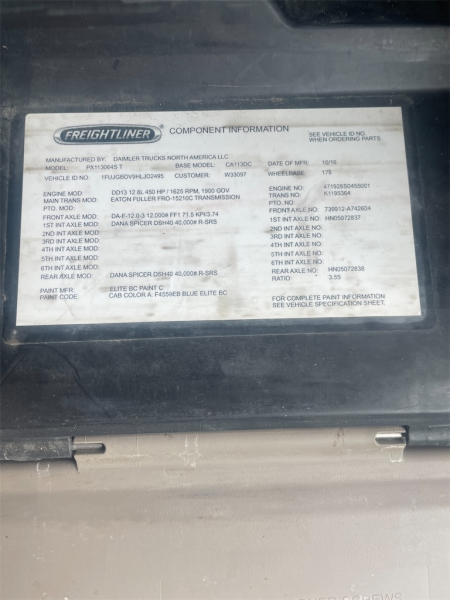 FREIGHTLINER
COMPONENT INFORMATION
SEE VEHICLE ID NO.
WHEN ORDERING PARTS
MANUFACTURED BY: DAIMLER TRUCKS NORTH AMERICA LLC DATE OF MFR: 10/16
MODEL: PX113064S T BASE MODEL: CA113DC
VEHICLE ID NO: CUSTOMER: W33097 WHEELBASE 178
ENGINE MOD: DD13 12.8L 450 HP / 1625 RPM, 1900 GOV ENGINE NO: 471928S0455001
MAIN TRANS MOD: EATON FULLER FRO-15210C TRANSMISSION TRANS NO: K1195364
PTO. MOD: PTO. NO:
FRONT AXLE MOD: DA-F-12.0-3 12,000# FF1 71.5 KPI/3.74 FRONT AXLE NO: 739912-A742604
1ST INT AXLE MOD: DANA SPICER DSH40 40,000# R-SRS 1ST INT AXLE NO: HN05072837
2ND INT AXLE MOD: 2ND INT AXLE NO:
3RD INT AXLE MOD: 3RD INT AXLE NO:
4TH INT AXLE MOD: 4TH INT AXLE NO:
5TH INT AXLE MOD: 5TH INT AXLE NO:
6TH INT AXLE MOD: 6TH INT AXLE NO:
REAR AXLE MOD: DANA SPICER DSH40 40,000# R-SRS REAR AXLE NO: HN05072838
RATIO: 3.55
PAINT MFR: ELITE BC PAINT C FOR COMPLETE PAINT INFORMATION
PAINT CODE: CAB COLOR A: F4559EB BLUE ELITE BC SEE VEHICLE SPECIFICATION SHEET.